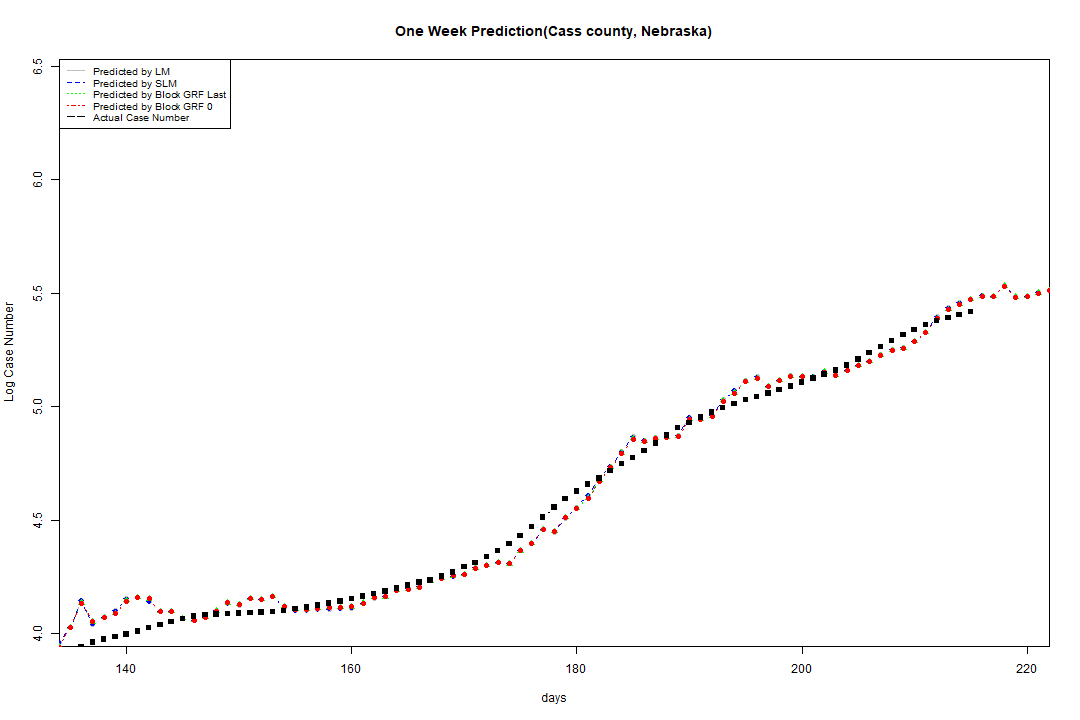 One Week Prediction(Cass county, Nebraska)
Predicted by LM
Predicted by SLM
Predicted by Block GRF Last
Predicted by Block GRF 0
Actual Case Number
6.5
6.0
5.5
5.0
4.5
4.0
Log Case Number
140 160 180 200 220
days